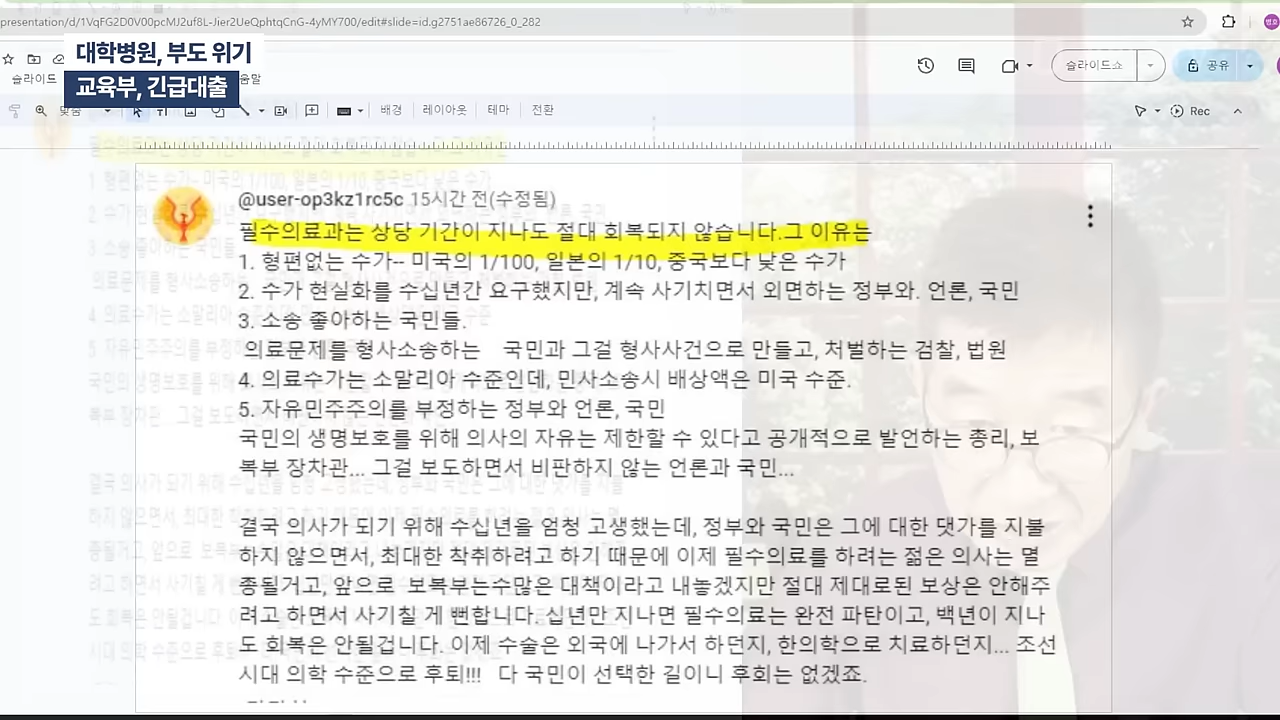 presentation/d/1VqFG2D0V00pcMJ2uf8L-Jier2UeQphtqCnG-4yMY700/edit#slide=id.g2751ae86726_0_282
대학병원, 부도 위기
교육부, 긴급대출
슬라이드
움말
슬라이드쇼
공유
맞춤
배경
레이아웃
테마
전환
Rec
@user-op3kz1rc5c 15시간 전(수정됨)
필수의료과는 상당 기간이 지나도 절대 회복되지 않습니다.그 이유는
1. 형편없는 수가-- 미국의 1/100, 일본의 1/10, 중국보다 낮은 수가
2. 수가 현실화를 수십년간 요구했지만, 계속 사기치면서 외면하는 정부와. 언론, 국민
3. 소송 좋아하는 국민들.
의료문제를 형사소송하는 국민과 그걸 형사사건으로 만들고, 처벌하는 검찰, 법원
4. 의료수가는 소말리아 수준인데, 민사소송시 배상액은 미국 수준.
5. 자유민주주의를 부정하는 정부와 언론, 국민
국민의 생명보호를 위해 의사의 자유는 제한할 수 있다고 공개적으로 발언하는 총리, 보
복부 장차관... 그걸 보도하면서 비판하지 않는 언론과 국민...
결국 의사가 되기 위해 수십년을 엄청 고생했는데, 정부와 국민은 그에 대한 댓가를 지불
하지 않으면서, 최대한 착취하려고 하기 때문에 이제 필수의료를 하려는 젊은 의사는 멸
종될거고, 앞으로 보복부는수많은 대책이라고 내놓겠지만 절대 제대로된 보상은 안해주
려고 하면서 사기칠 게 뻔합니다. 십년만 지나면 필수의료는 완전 파탄이고, 백년이 지나
도 회복은 안될겁니다. 이제 수술은 외국에 나가서 하던지, 한의학으로 치료하던지... 조선
시대 의학 수준으로 후퇴!!! 다 국민이 선택한 길이니 후회는 없겠죠.